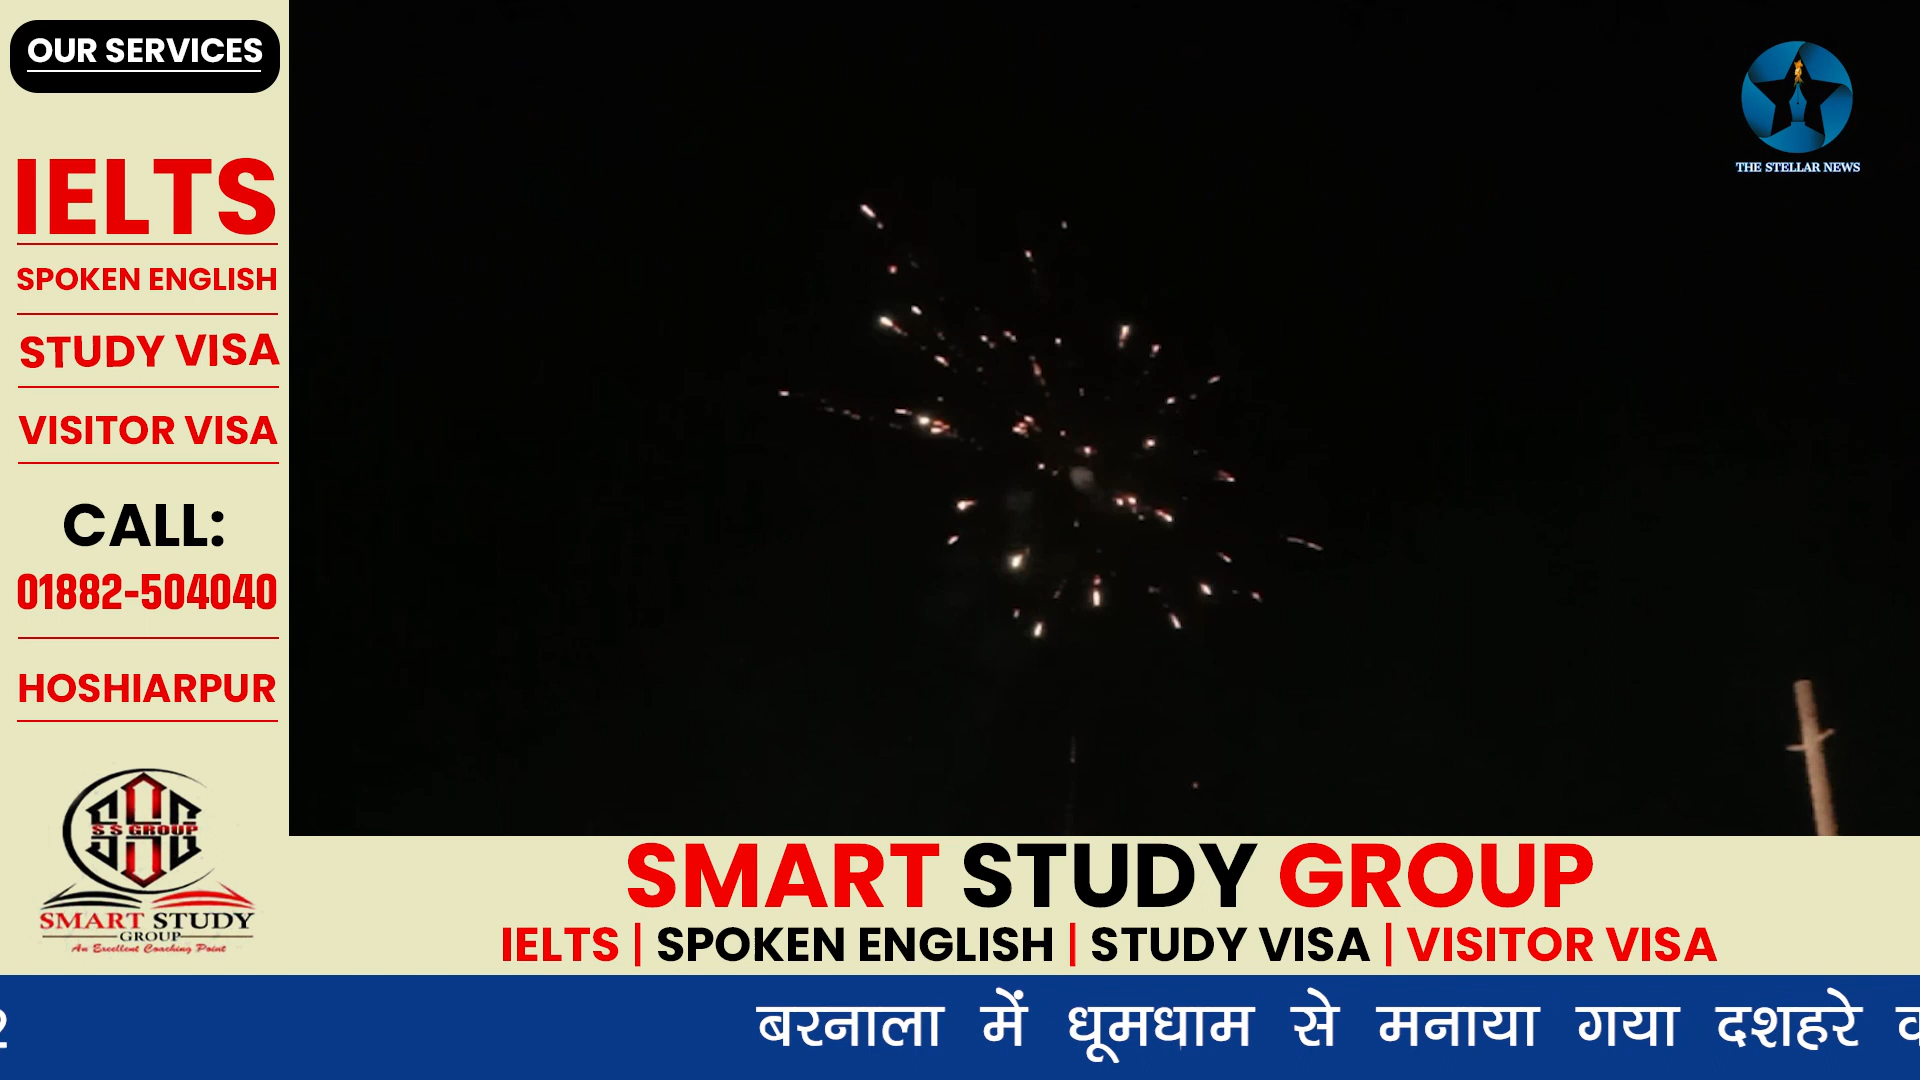 OUR SERVICES
IELTS
SPOKEN ENGLISH
STUDY VISA
VISITOR VISA
CALL:
01882-504040
HOSHIARPUR
S S GROUP
SMART STUDY
GROUP
An Excellent Coaching Point
THE STELLAR NEWS
SMART STUDY GROUP
IELTS | SPOKEN ENGLISH | STUDY VISA | VISITOR VISA
बरनाला में धूमधाम से मनाया गया दशहरे